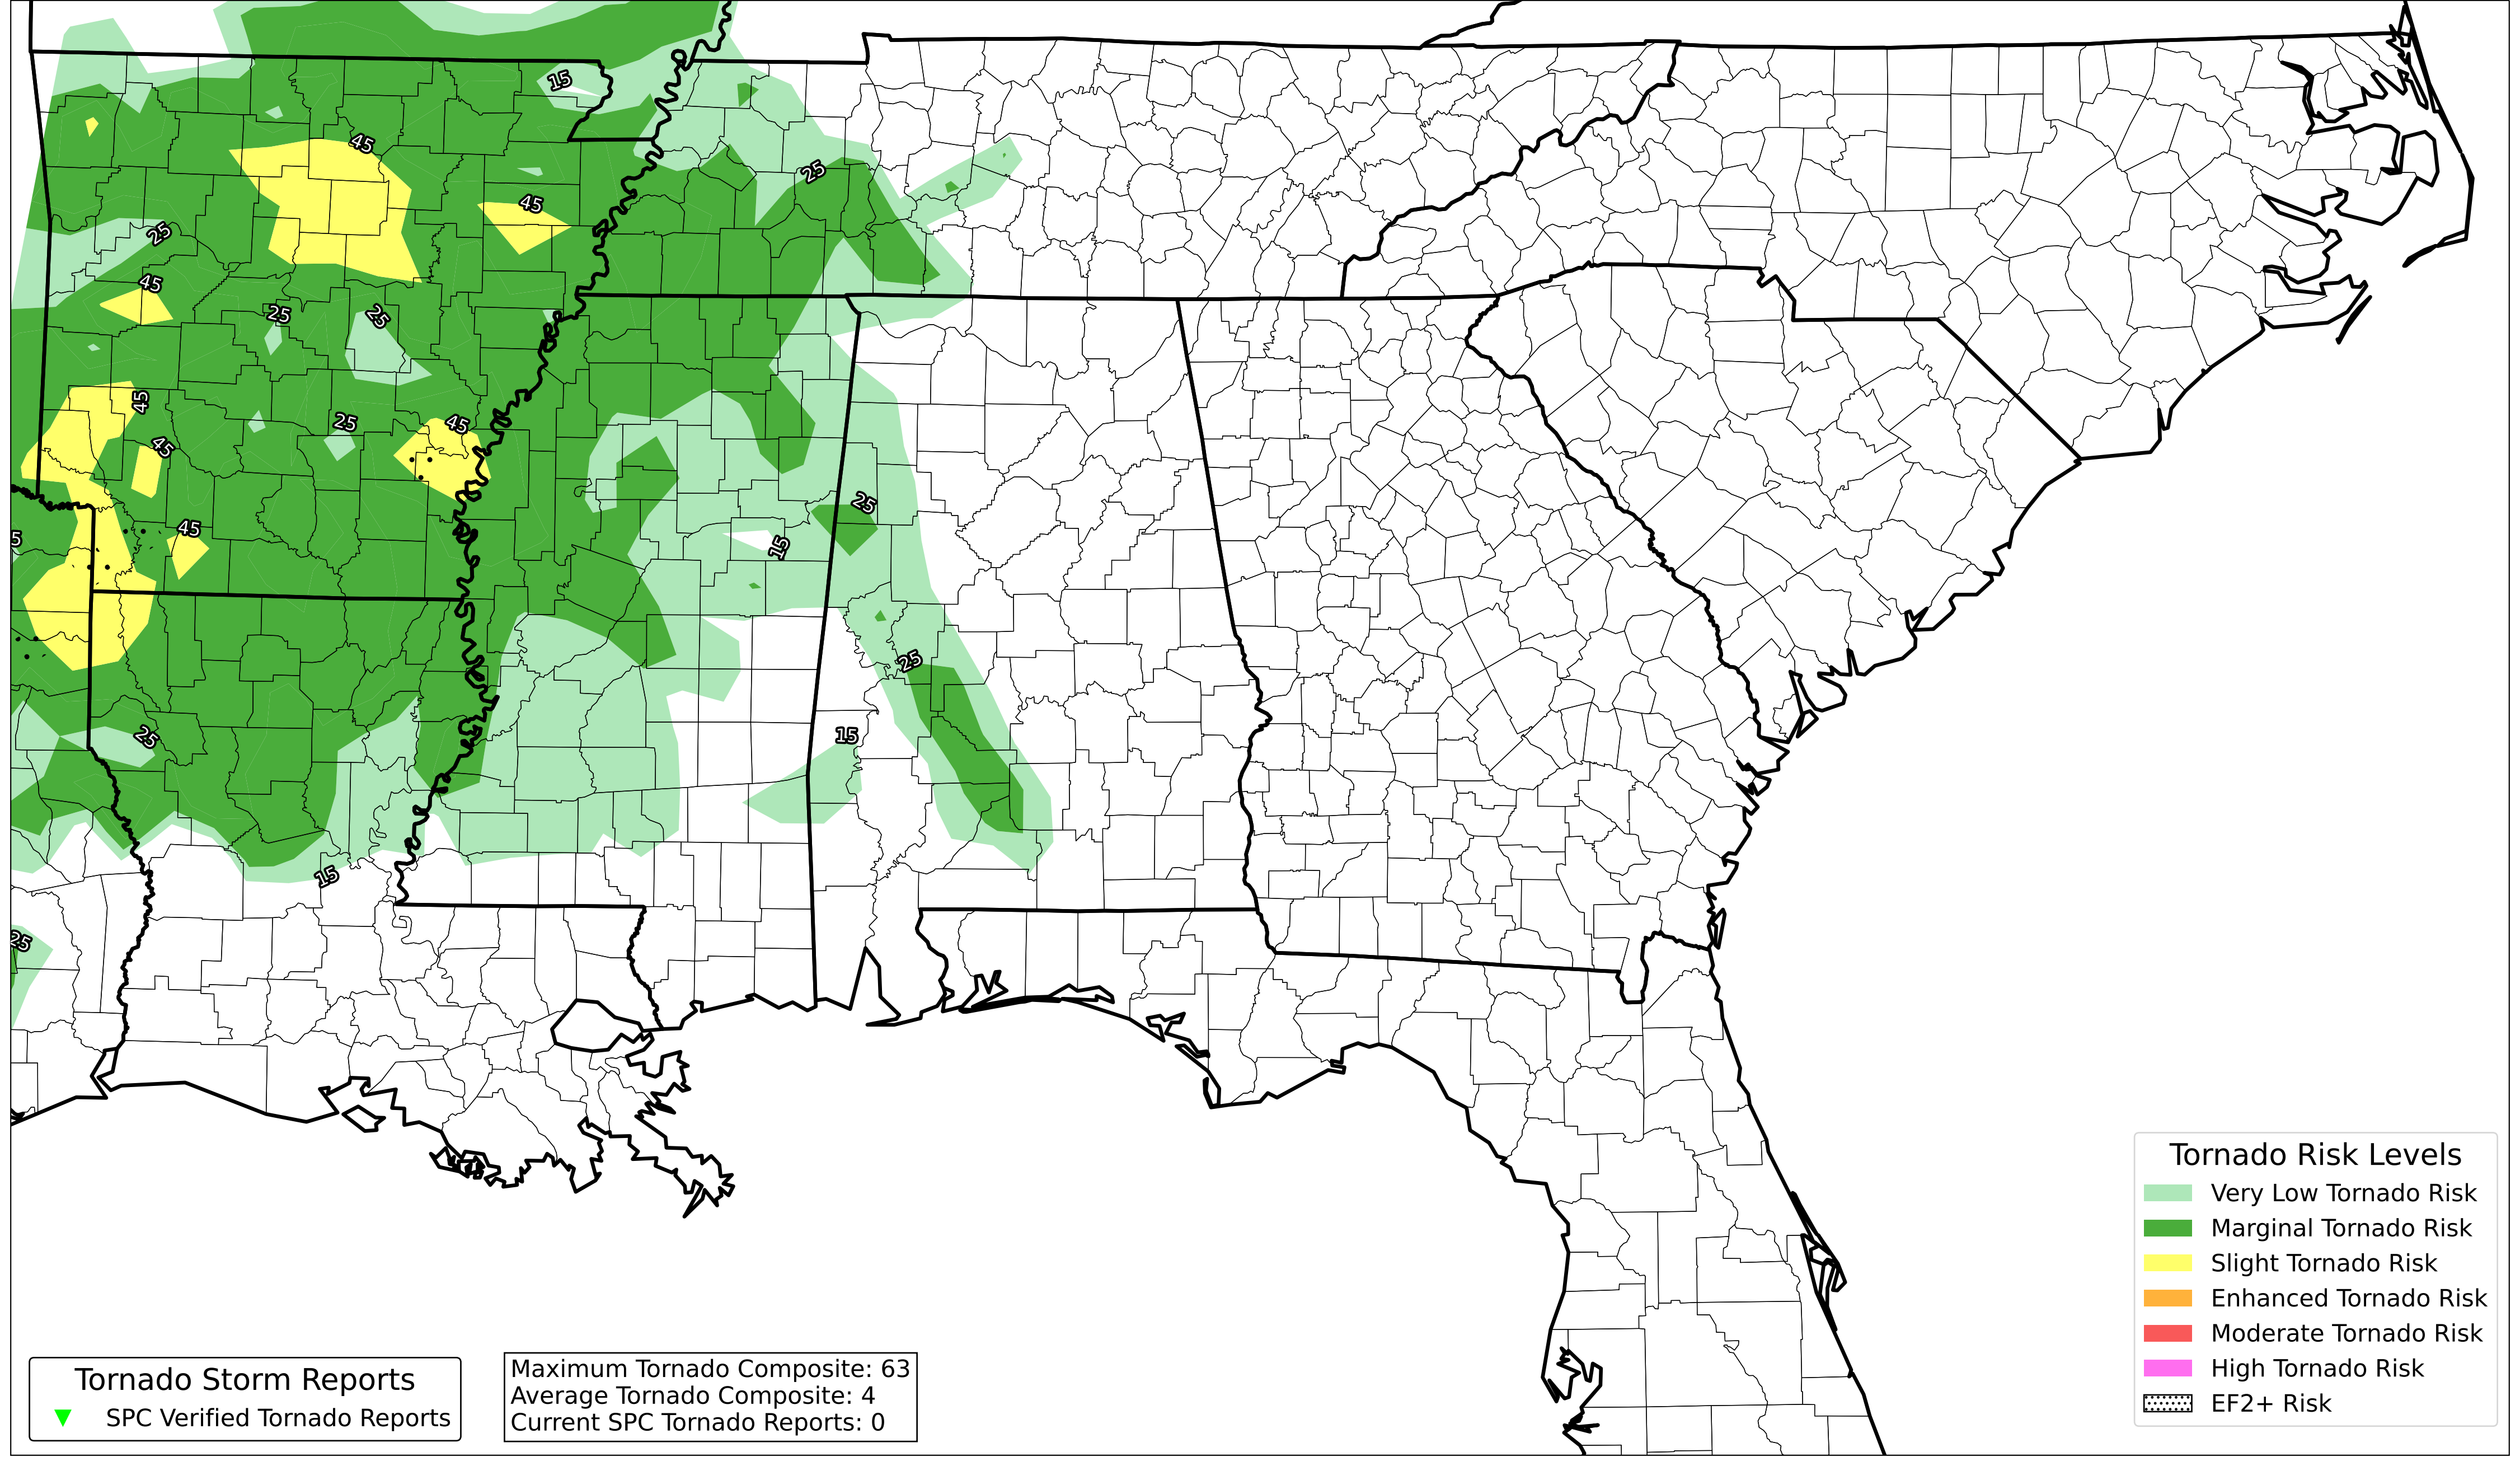 15
45
25
45
25
45
25
25
45
25
45
45
25
45
5
15
25
25
15
15
25
Tornado Risk Levels
Very Low Tornado Risk
Marginal Tornado Risk
Slight Tornado Risk
Enhanced Tornado Risk
Moderate Tornado Risk
High Tornado Risk
EF2+ Risk
Tornado Storm Reports
SPC Verified Tornado Reports
Maximum Tornado Composite: 63
Average Tornado Composite: 4
Current SPC Tornado Reports: 0